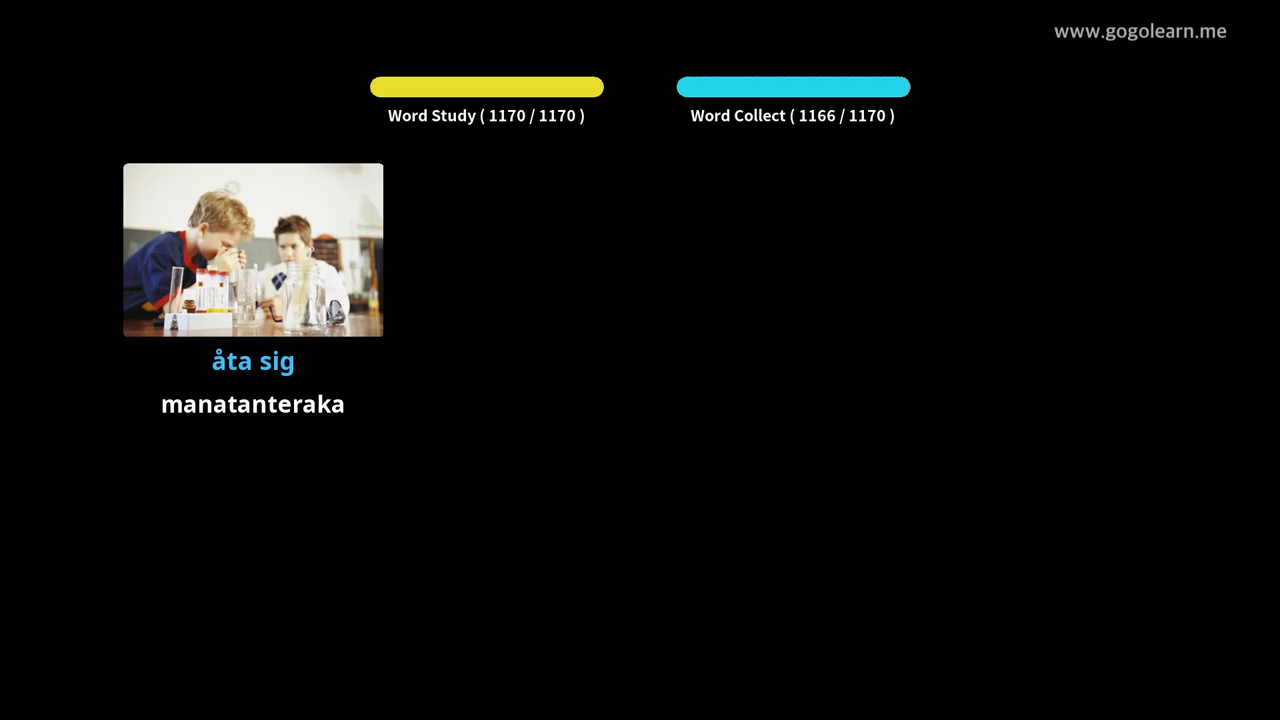 www.gogolearn.me
Word Study ( 1170 / 1170 )
Word Collect ( 1166 / 1170 )
åta sig
manatanteraka